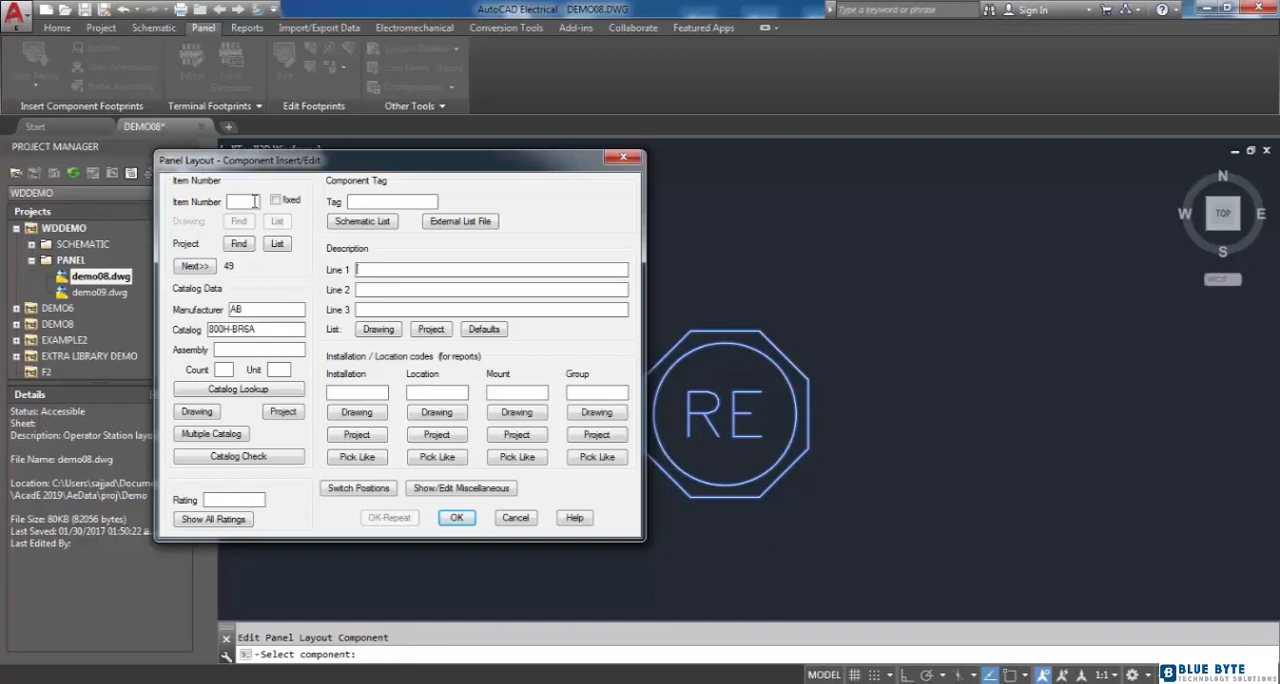 AutoCAD Electrical DEMO08.DWG
Type a keyword or phrase
Sign In
Home Project Schematic Panel Reports Import/Export Data Electromechanical Conversion Tools Add-ins Collaborate Featured Apps
Editor
Table
Generator
Edit
Insert Component Footprints Terminal Footprints Edit Footprints Other Tools
Start DEMO08*
PROJECT MANAGER
WDDEMO
Projects
WDDEMO
SCHEMATIC
PANEL
demo08.dwg
demo09.dwg
DEMO6
DEMO8
EXAMPLE2
EXTRA LIBRARY DEMO
F2
Details
Status: Accessible
Sheet:
Description: Operator Station layo
File Name: demo08.dwg
Location: C:\Users\sajjad\Docum
\AcadE 2019\AeData\proj\Demo
File Size: 80KB (82056 bytes)
Last Saved: 01/30/2017 01:50:22
Last Edited By:
Panel Layout - Component Insert/Edit
Item Number
Item Number fixed
Drawing Find List
Project Find List
Next>> 49
Catalog Data
Manufacturer AB
Catalog 800H-BR6A
Assembly
Count Unit
Catalog Lookup
Drawing Project
Multiple Catalog
Catalog Check
Rating
Show All Ratings
Component Tag
Tag
Schematic List External List File
Description
Line 1
Line 2
Line 3
List: Drawing Project Defaults
Installation / Location codes (for reports)
Installation Location Mount Group
Drawing Drawing Drawing Drawing
Project Project Project Project
Pick Like Pick Like Pick Like Pick Like
Switch Positions Show/Edit Miscellaneous
OK-Repeat OK Cancel Help
RE
N
W TOP E
S
WCS
Edit Panel Layout Component
-Select component:
MODEL 1:1
BLUE BYTE
TECHNOLOGY SOLUTIONS